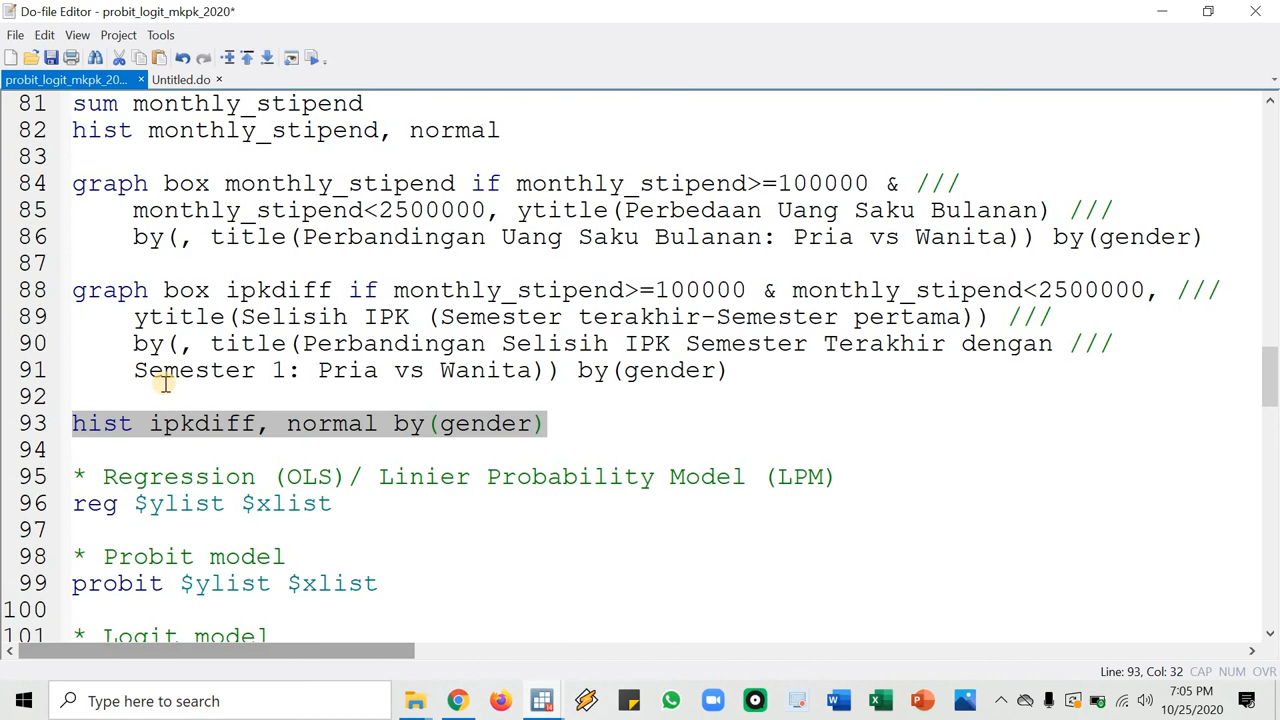 Do-file Editor - probit_logit_mkpk_2020*
File Edit View Project Tools
probit_logit_mkpk_20... × Untitled.do ×
81 sum monthly_stipend
82 hist monthly_stipend, normal
83
84 graph box monthly_stipend if monthly_stipend>=100000 & ///
85 monthly_stipend<2500000, ytitle(Perbedaan Uang Saku Bulanan) ///
86 by(, title(Perbandingan Uang Saku Bulanan: Pria vs Wanita)) by(gender)
87
88 graph box ipkdiff if monthly_stipend>=100000 & monthly_stipend<2500000, ///
89 ytitle(Selisih IPK (Semester terakhir-Semester pertama)) ///
90 by(, title(Perbandingan Selisih IPK Semester Terakhir dengan ///
91 Semester 1: Pria vs Wanita)) by(gender)
92
93 hist ipkdiff, normal by(gender)
94
95 * Regression (OLS)/ Linier Probability Model (LPM)
96 reg $ylist $xlist
97
98 * Probit model
99 probit $ylist $xlist
100
101 * Logit model
Line: 93, Col: 32 CAP NUM OVR
Type here to search
7:05 PM
10/25/2020